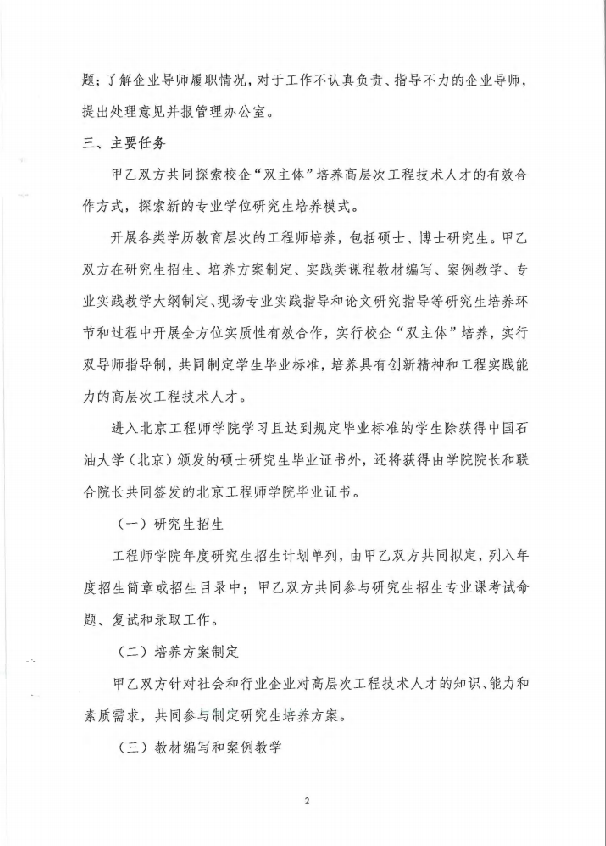 题；了解企业导师履职情况，对于工作不认真负责、指导不力的企业导师，
提出处理意见并报管理办公室。
三、主要任务
甲乙双方共同探索校企“双主体”培养高层次工程技术人才的有效合
作方式，探索新的专业学位研究生培养模式。
开展各类学历教育层次的工程师培养，包括硕士、博士研究生。甲乙
双方在研究生招生、培养方案制定、实践类课程教材编写、案例教学、专
业实践教学大纲制定、现场专业实践指导和论文研究指导等研究生培养环
节和过程中开展全方位实质性有效合作，实行校企“双主体”培养，实行
双导师指导制，共同制定学生毕业标准，培养具有创新精神和工程实践能
力的高层次工程技术人才。
进入北京工程师学院学习且达到规定毕业标准的学生除获得中国石
油大学（北京）颁发的硕士研究生毕业证书外，还将获得由学院院长和联
合院长共同签发的北京工程师学院毕业证书。
（一）研究生招生
工程师学院年度研究生招生计划单列，由甲乙双方共同拟定，列入年
度招生简章或招生目录中；甲乙双方共同参与研究生招生专业课考试命
题、复试和录取工作。
（二）培养方案制定
甲乙双方针对社会和行业企业对高层次工程技术人才的知识、能力和
素质需求，共同参与制定研究生培养方案。
（三）教材编写和案例教学
2